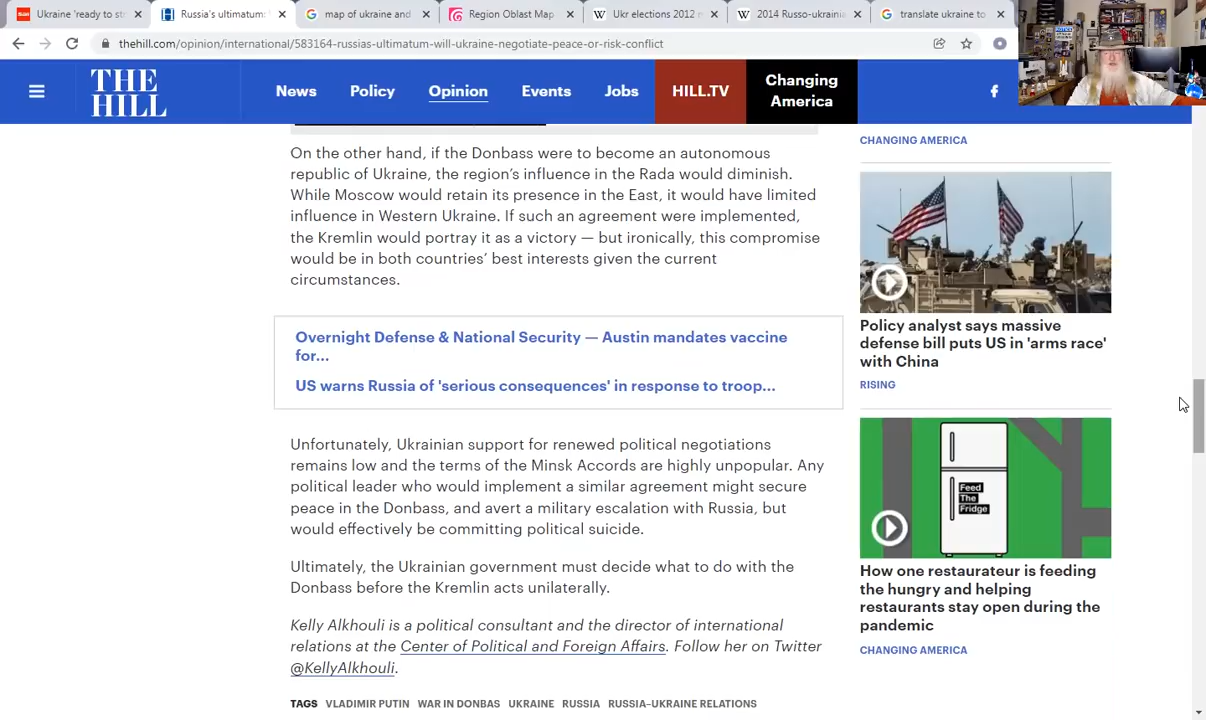 Ukraine 'ready to st
Russia's ultimatum:
map of ukraine and
Region Oblast Map
Ukr elections 2012
2014 Russo-ukraini
translate ukraine to
thehill.com/opinion/international/583164-russias-ultimatum-will-ukraine-negotiate-peace-or-risk-conflict
THE
HILL
News
Policy
Opinion
Events
Jobs
HILL.TV
Changing
America
On the other hand, if the Donbass were to become an autonomous
republic of Ukraine, the region's influence in the Rada would diminish.
While Moscow would retain its presence in the East, it would have limited
influence in Western Ukraine. If such an agreement were implemented,
the Kremlin would portray it as a victory — but ironically, this compromise
would be in both countries' best interests given the current
circumstances.
Overnight Defense & National Security — Austin mandates vaccine
for...
US warns Russia of 'serious consequences' in response to troop...
Unfortunately, Ukrainian support for renewed political negotiations
remains low and the terms of the Minsk Accords are highly unpopular. Any
political leader who would implement a similar agreement might secure
peace in the Donbass, and avert a military escalation with Russia, but
would effectively be committing political suicide.
Ultimately, the Ukrainian government must decide what to do with the
Donbass before the Kremlin acts unilaterally.
Kelly Alkhouli is a political consultant and the director of international
relations at the Center of Political and Foreign Affairs. Follow her on Twitter
@KellyAlkhouli.
TAGS VLADIMIR PUTIN WAR IN DONBAS UKRAINE RUSSIA RUSSIA–UKRAINE RELATIONS
CHANGING AMERICA
Policy analyst says massive
defense bill puts US in 'arms race'
with China
RISING
Feed
The
Fridge
How one restaurateur is feeding
the hungry and helping
restaurants stay open during the
pandemic
CHANGING AMERICA